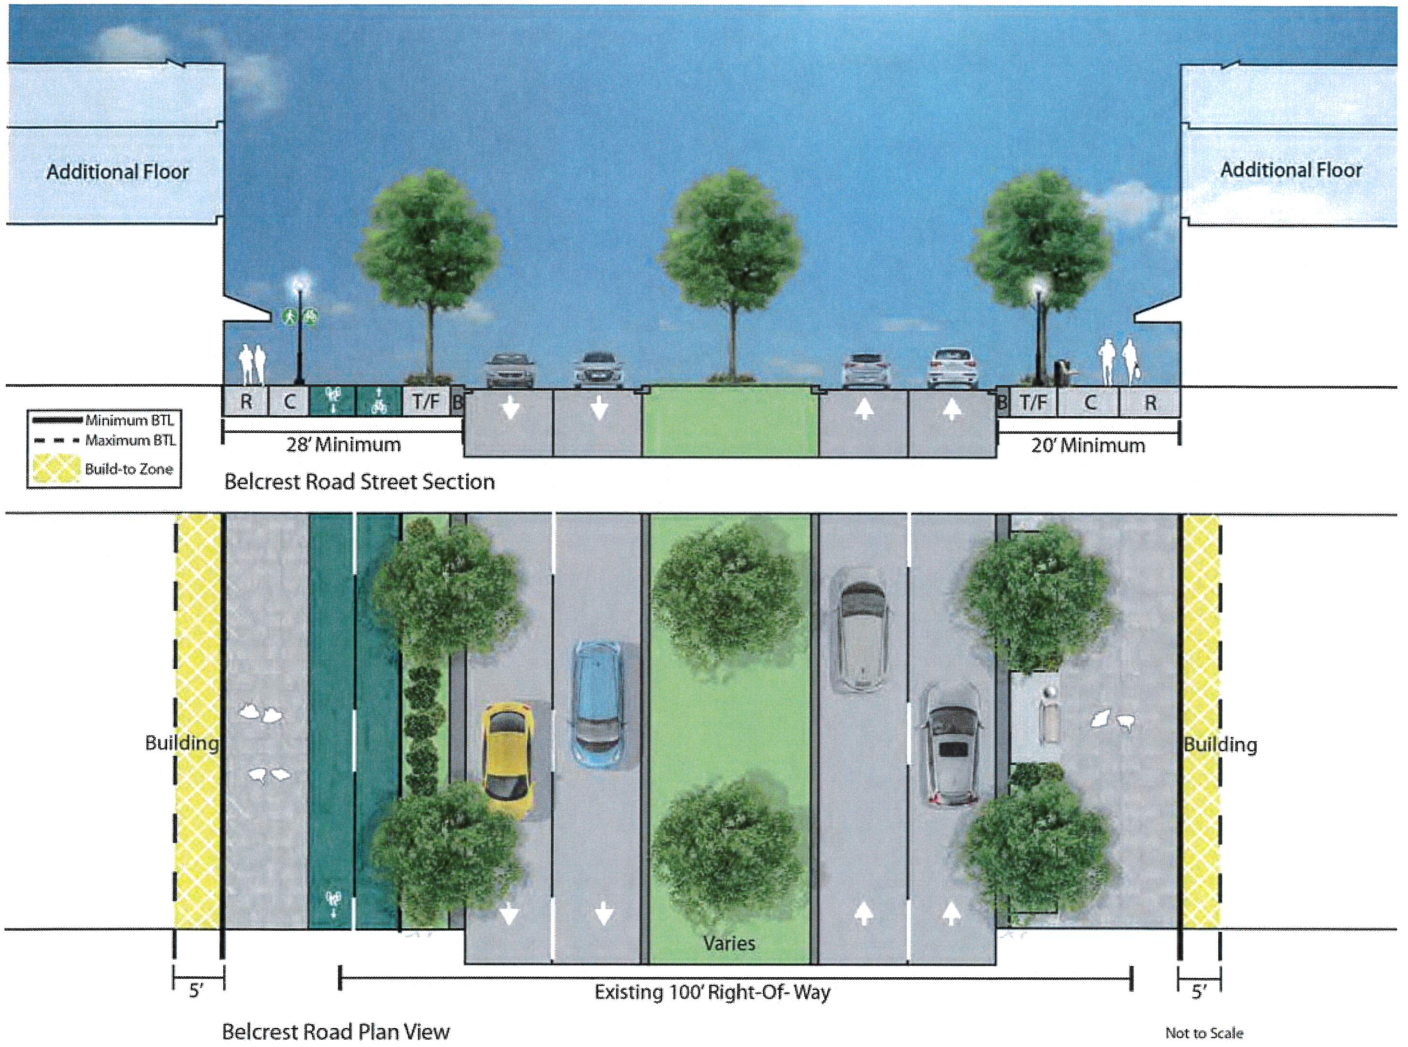 Additional Floor
Additional Floor
R
C
T/F
B
B
T/F
C
R
28' Minimum
20' Minimum
Minimum BTL
Maximum BTL
Build-to Zone
Belcrest Road Street Section
Building
Building
Varies
5'
Existing 100' Right-Of- Way
5'
Belcrest Road Plan View
Not to Scale